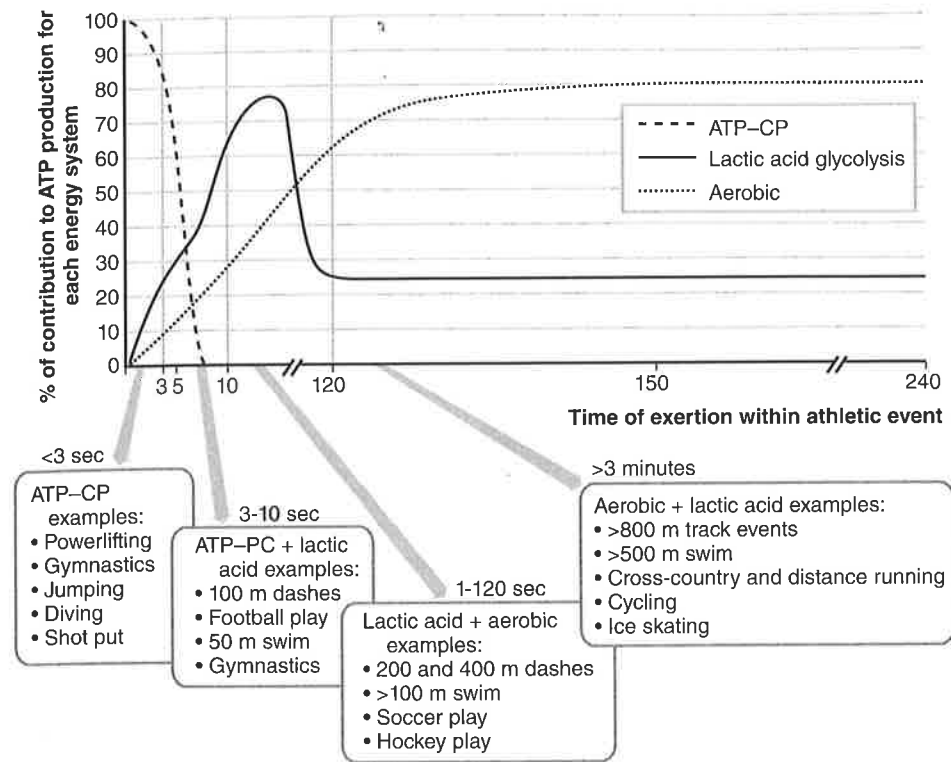 % of contribution to ATP production for
each energy system
100
90
80
70
60
50
40
30
20
10
0
3 5
10
120
150
240
Time of exertion within athletic event
ATP–CP
Lactic acid glycolysis
Aerobic
<3 sec
ATP–CP
examples:
• Powerlifting
• Gymnastics
• Jumping
• Diving
• Shot put
3-10 sec
ATP–PC + lactic
acid examples:
• 100 m dashes
• Football play
• 50 m swim
• Gymnastics
1-120 sec
Lactic acid + aerobic
examples:
• 200 and 400 m dashes
• >100 m swim
• Soccer play
• Hockey play
>3 minutes
Aerobic + lactic acid examples:
• >800 m track events
• >500 m swim
• Cross-country and distance running
• Cycling
• Ice skating